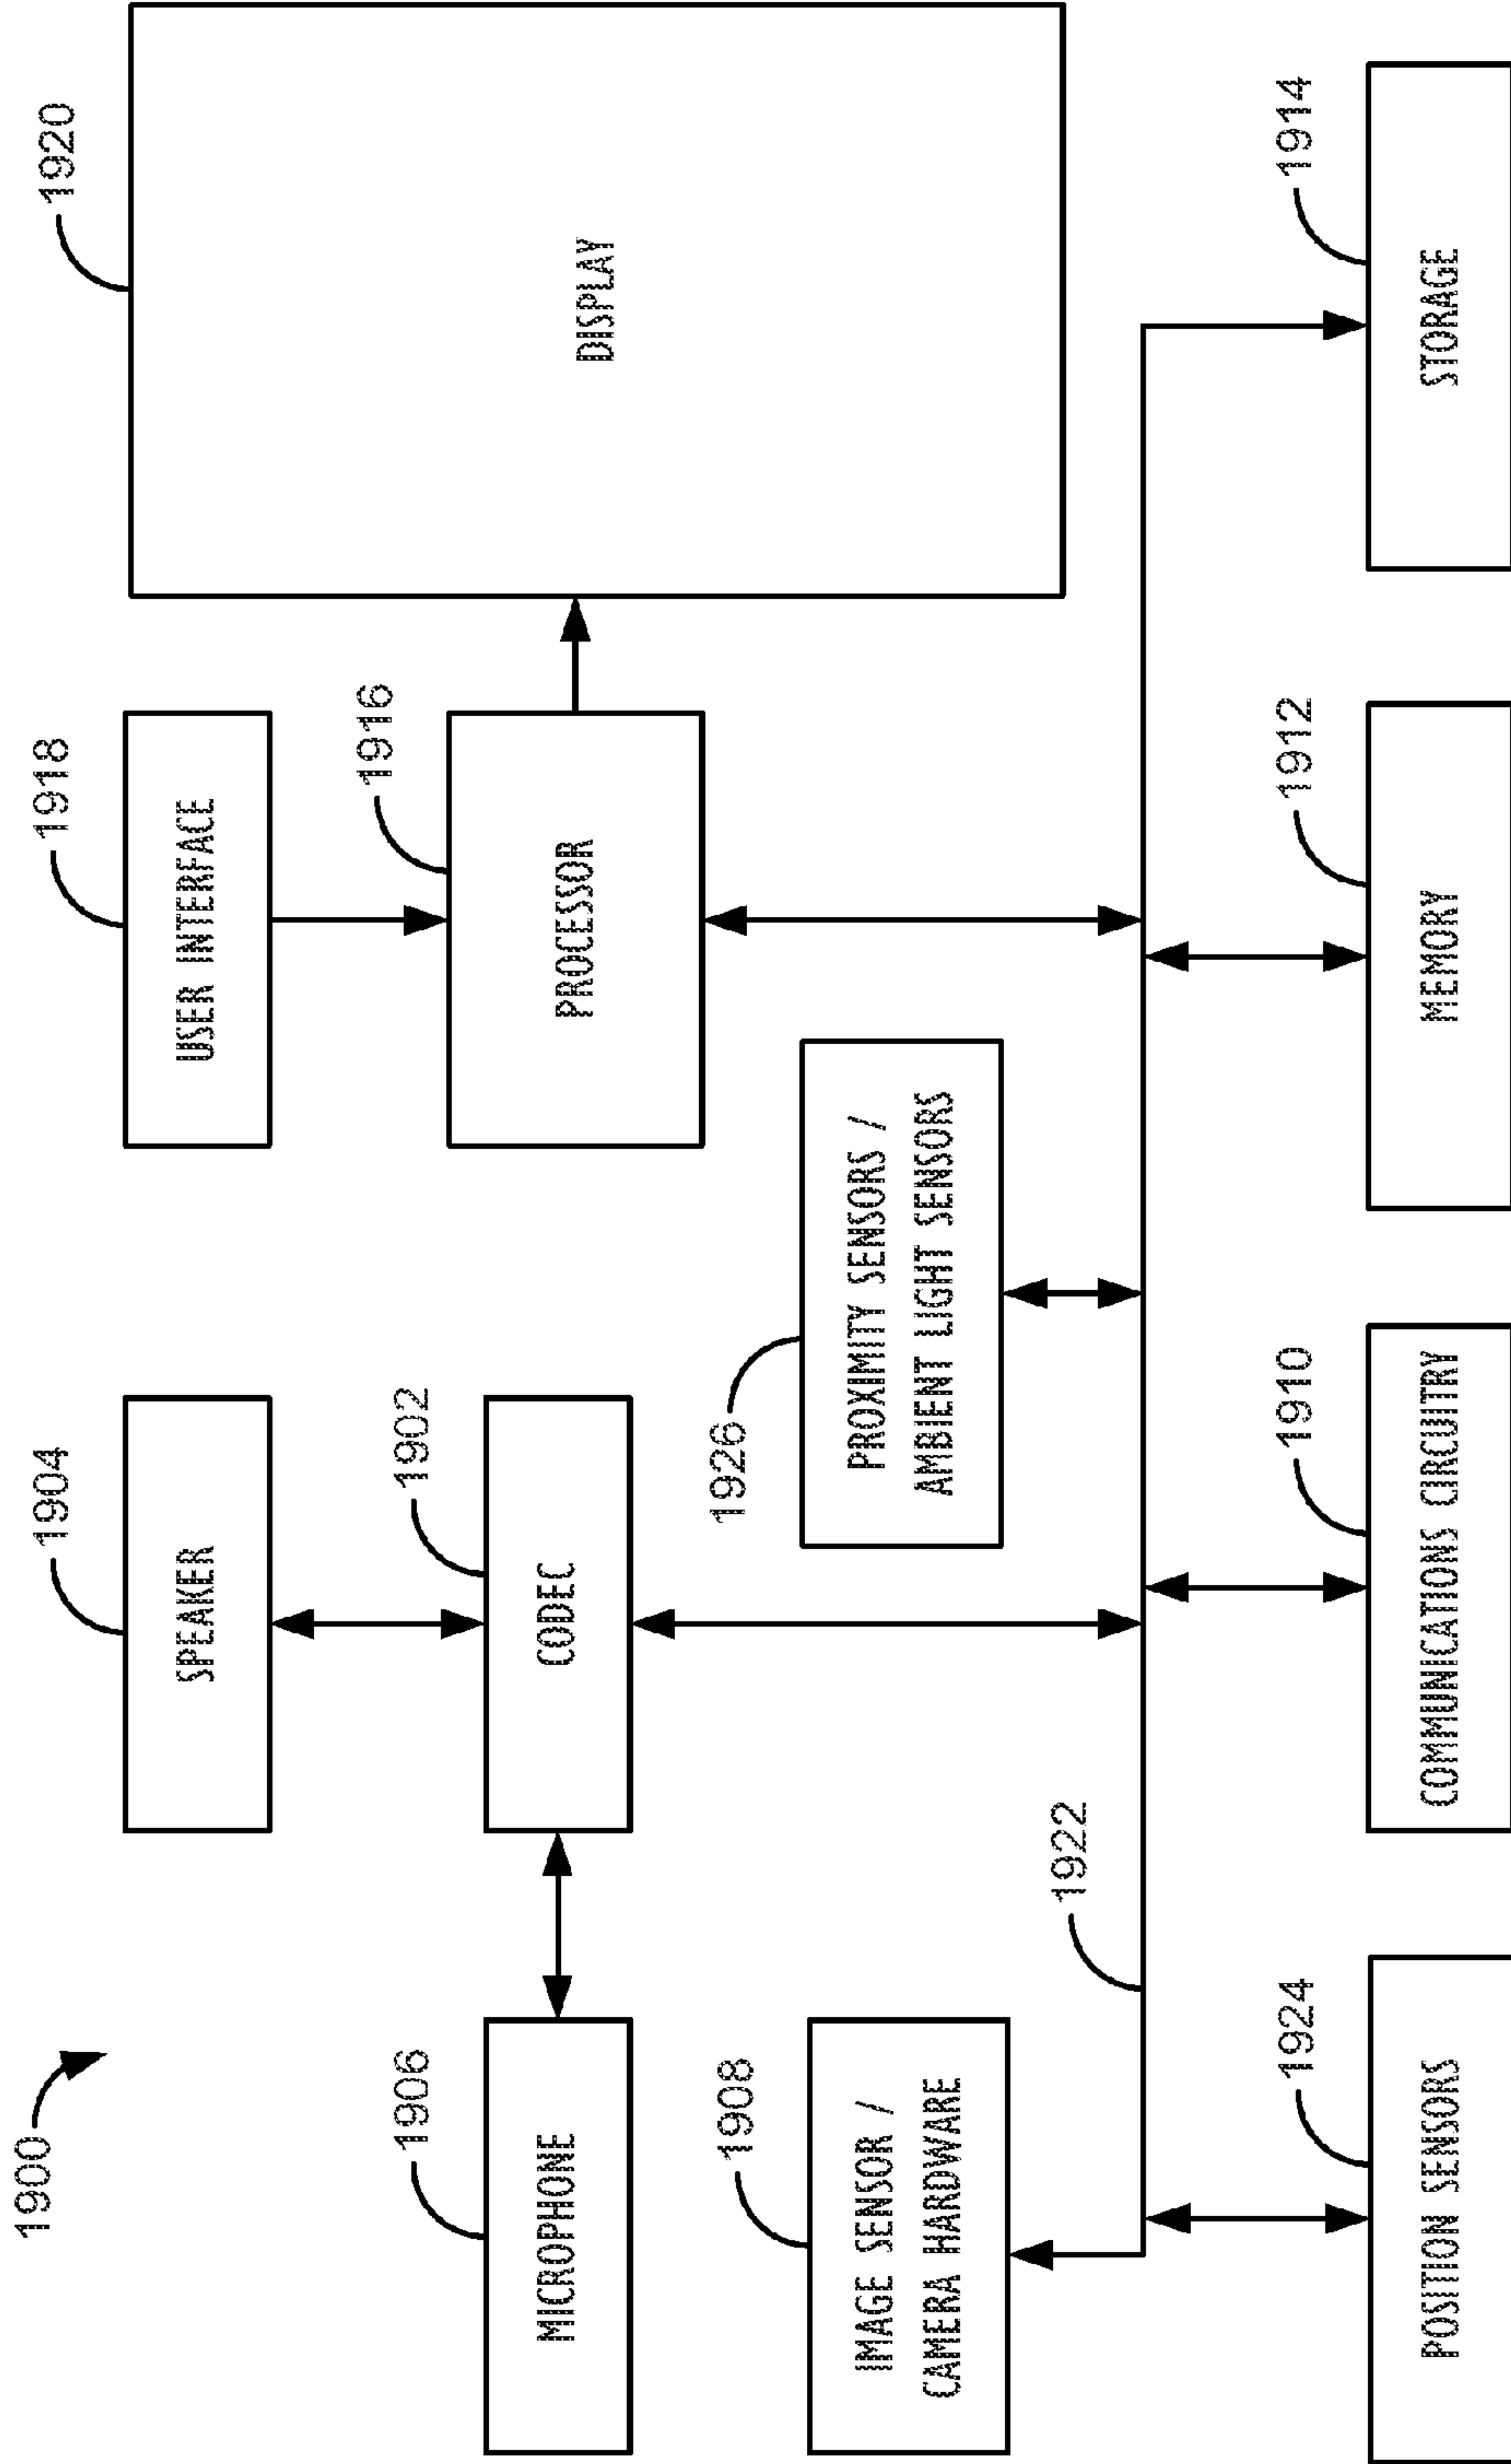 1900
1904
SPEAKER
1918
USER INTERFACE
1920
DISPLAY
1906
MICROPHONE
1902
CODEC
1916
PROCESSOR
1908
IMAGE SENSOR /
CAMERA HARDWARE
1926
PROXIMITY SENSORS /
AMBIENT LIGHT SENSORS
1922
1924
POSITION SENSORS
1910
COMMUNICATIONS CIRCUITRY
1912
MEMORY
1914
STORAGE